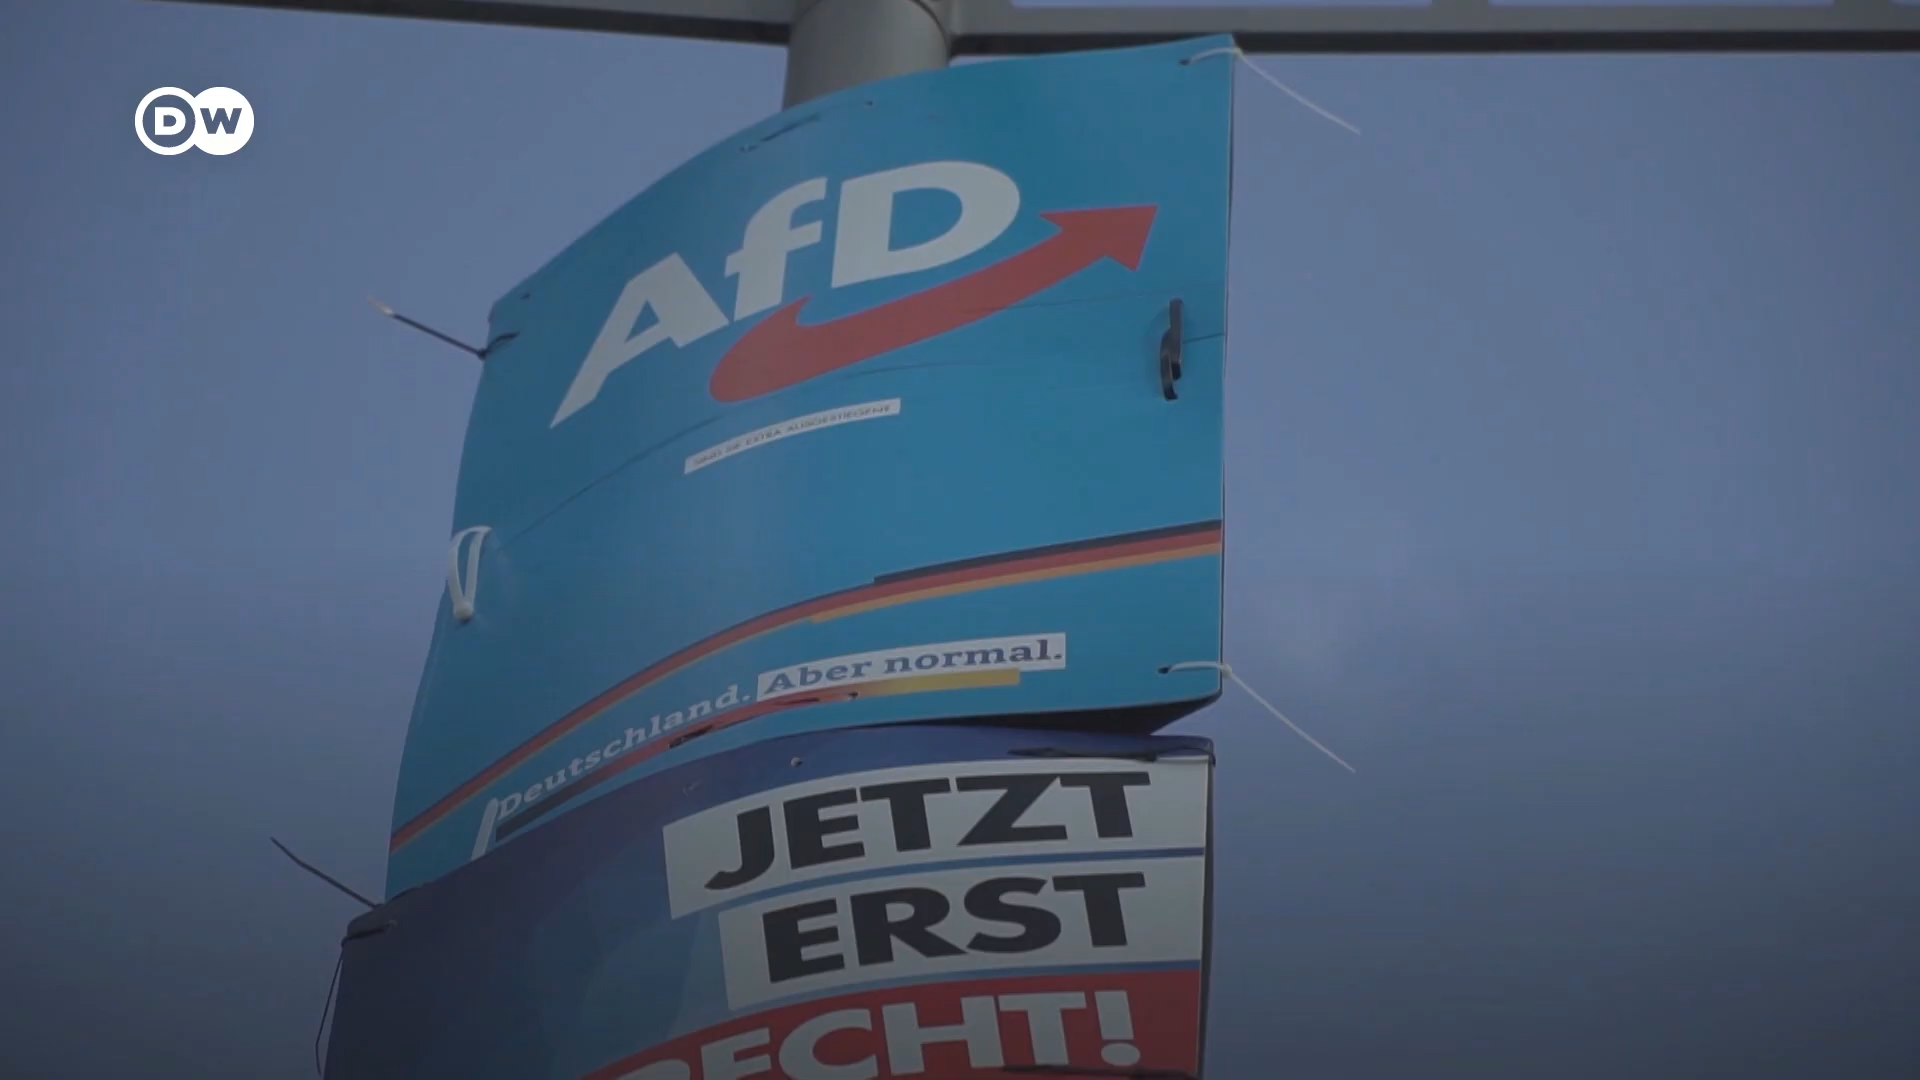 DW
AfD
Deutschland. Aber normal.
JETZT
ERST
RECHT!